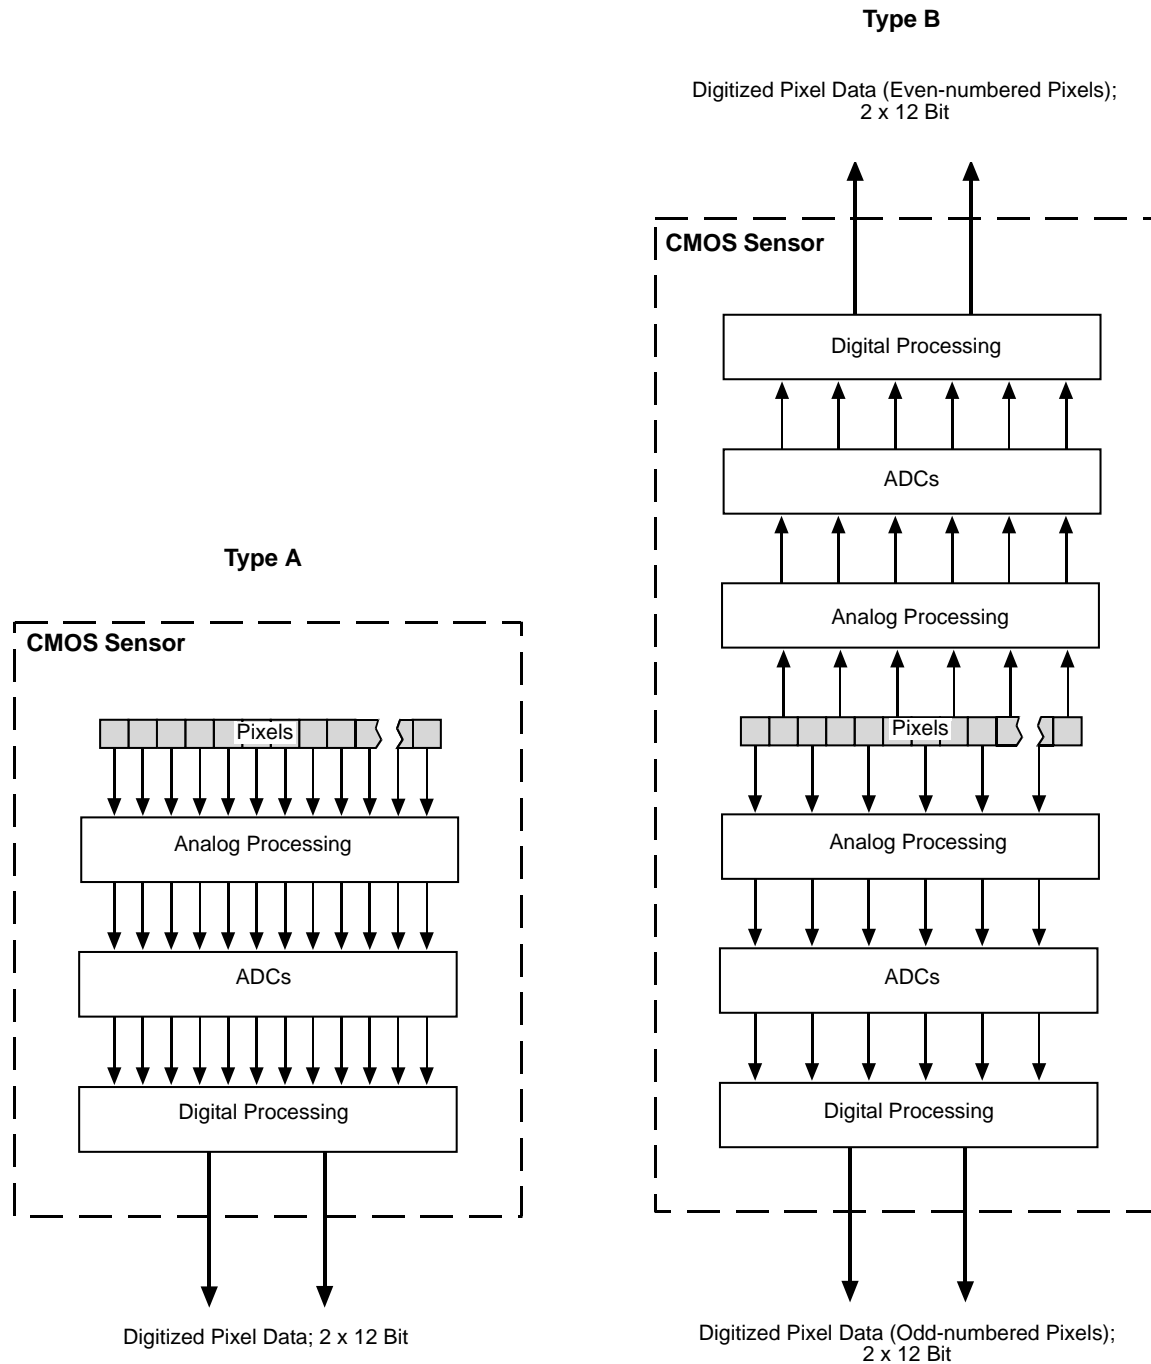 Type B
Digitized Pixel Data (Even-numbered Pixels);
2 x 12 Bit
CMOS Sensor
Digital Processing
ADCs
Analog Processing
Pixels
Analog Processing
ADCs
Digital Processing
Digitized Pixel Data (Odd-numbered Pixels);
2 x 12 Bit
Type A
CMOS Sensor
Pixels
Analog Processing
ADCs
Digital Processing
Digitized Pixel Data; 2 x 12 Bit